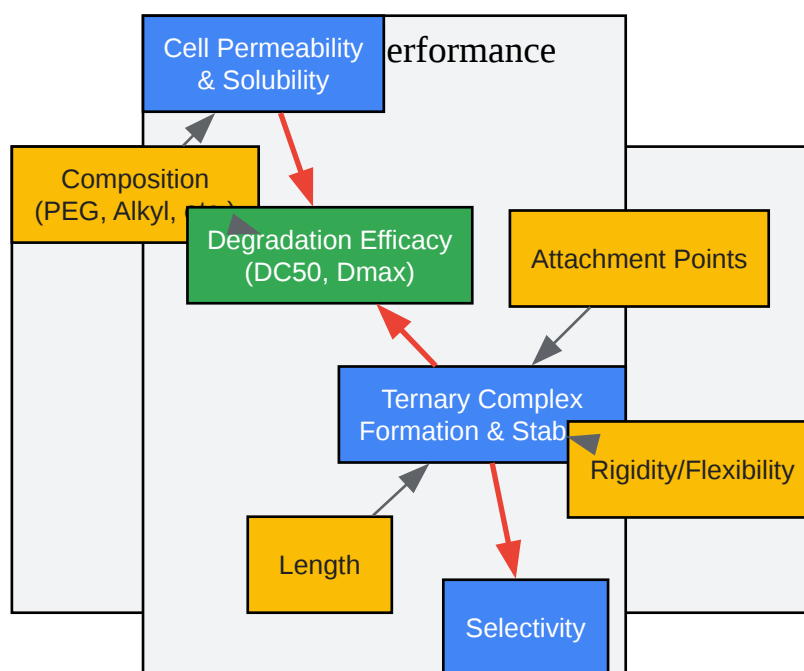 Cell Permeability
& Solubility
erformance
Composition
(PEG, Alkyl,
Degradation Efficacy
(DC50, Dmax)
Attachment Points
Ternary Complex
Formation & Stab
Rigidity/Flexibility
Length
Selectivity